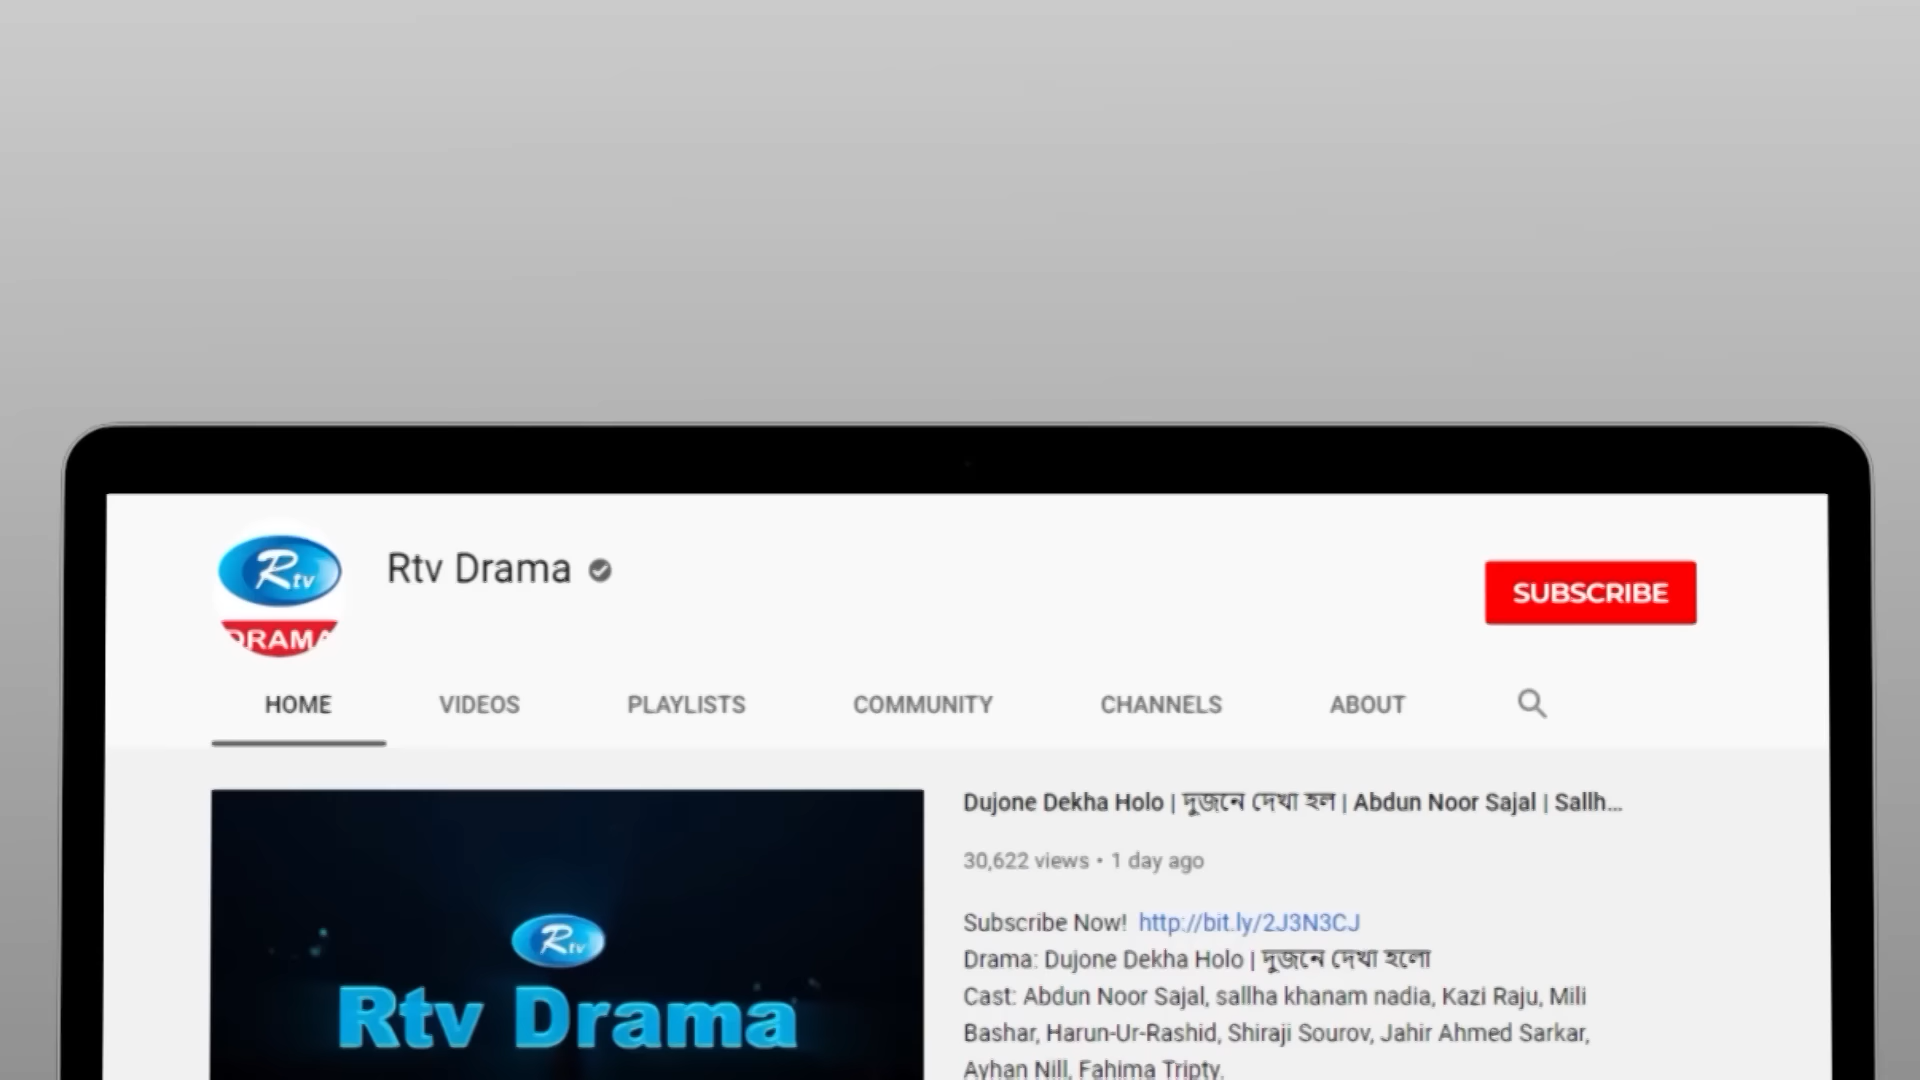 Rtv
DRAMA
Rtv Drama
SUBSCRIBE
HOME VIDEOS PLAYLISTS COMMUNITY CHANNELS ABOUT
Rtv
Rtv Drama
Dujone Dekha Holo | দুজনে দেখা হল | Abdun Noor Sajal | Sallh...
30,622 views • 1 day ago
Subscribe Now! http://bit.ly/2J3N3CJ
Drama: Dujone Dekha Holo | দুজনে দেখা হলো
Cast: Abdun Noor Sajal, sallha khanam nadia, Kazi Raju, Mili
Bashar, Harun-Ur-Rashid, Shiraji Sourov, Jahir Ahmed Sarkar,
Ayhan Nill, Fahima Tripty.